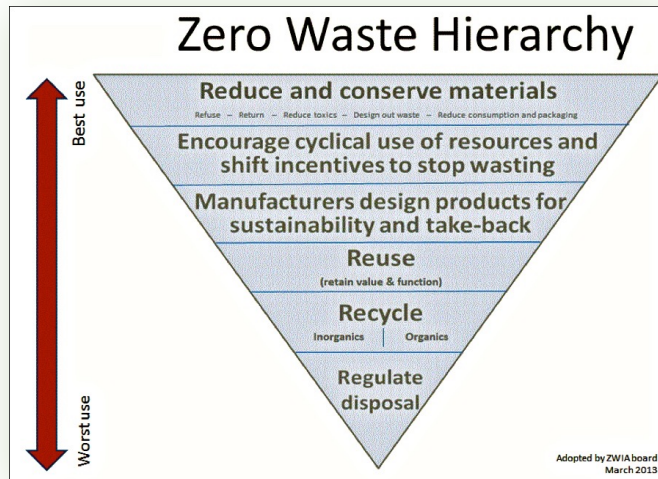 Zero Waste Hierarchy
Best use
Reduce and conserve materials
Refuse – Return – Reduce toxics – Design out waste – Reduce consumption and packaging
Encourage cyclical use of resources and
shift incentives to stop wasting
Manufacturers design products for
sustainability and take-back
Reuse
(retain value & function)
Recycle
Inorganics Organics
Regulate
disposal
Worst use
Adopted by ZWIA board
March 2013